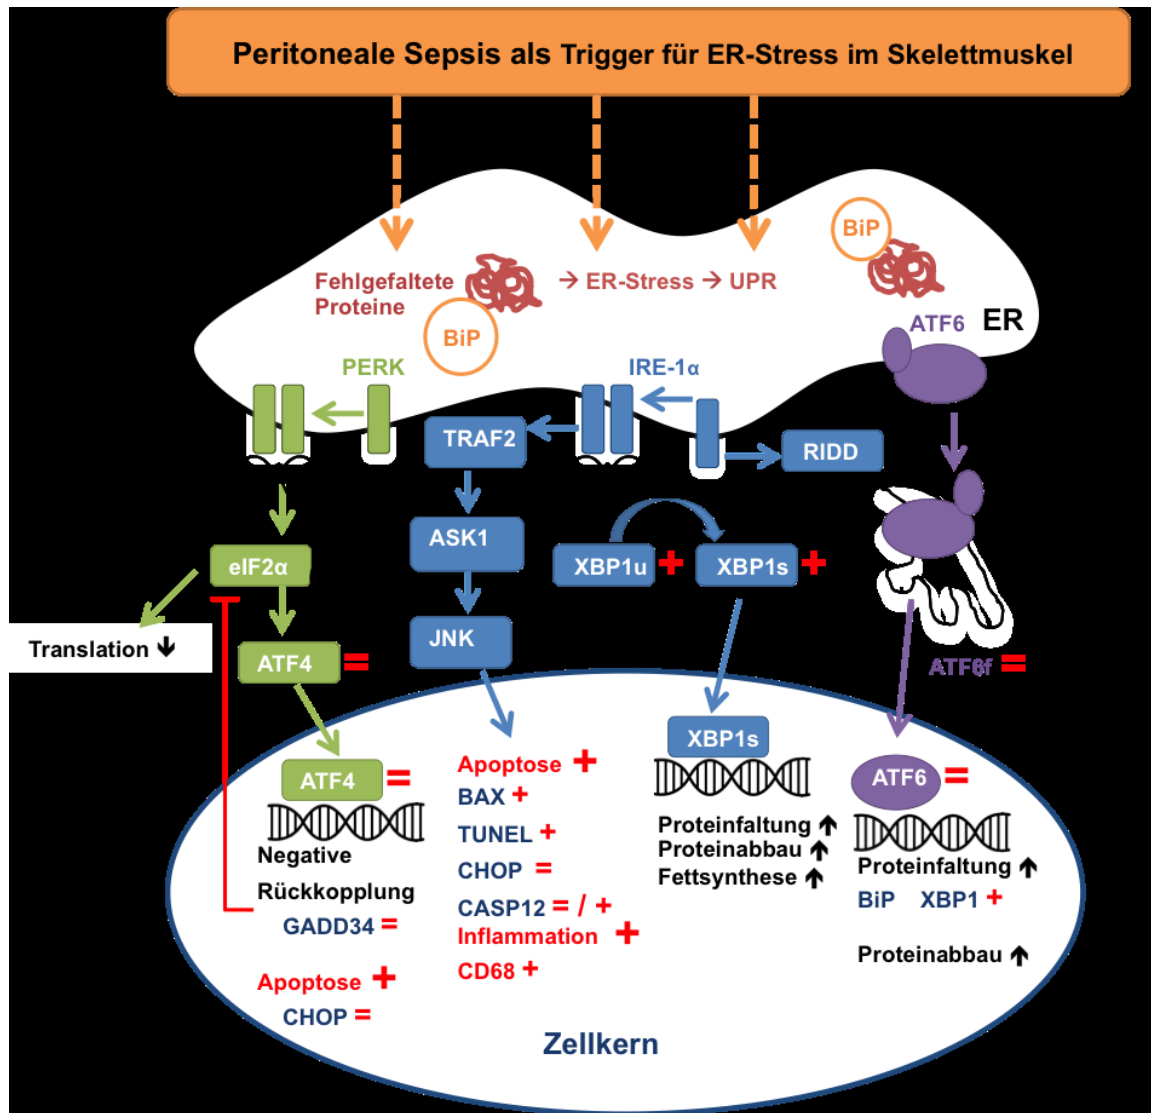 Peritoneale Sepsis als Trigger für ER-Stress im Skelettmuskel
BiP
Fehlgefaltete
Proteine
→ ER-Stress → UPR
BiP
ATF6
ER
PERK
IRE-1α
TRAF2
RIDD
ASK1
eIF2α
XBP1u +
XBP1s +
Translation ↓
JNK
ATF4 =
ATF6f =
ATF4 =
Negative
Rückkopplung
GADD34 =
Apoptose +
CHOP =
Apoptose +
BAX +
TUNEL +
CHOP =
CASP12 = / +
Inflammation +
CD68 +
XBP1s
Proteinfaltung ↑
Proteinabbau ↑
Fettsynthese ↑
ATF6 =
Proteinfaltung ↑
BiP XBP1 +
Proteinabbau ↑
Zellkern